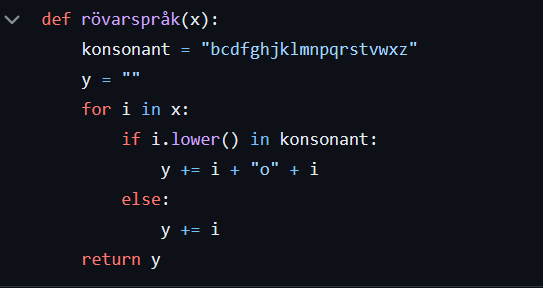 def rövarspråk(x):
    konsonant = "bcdfghjklmnpqrstvwxz"
    y = ""
    for i in x:
        if i.lower() in konsonant:
            y += i + "o" + i
        else:
            y += i
    return y